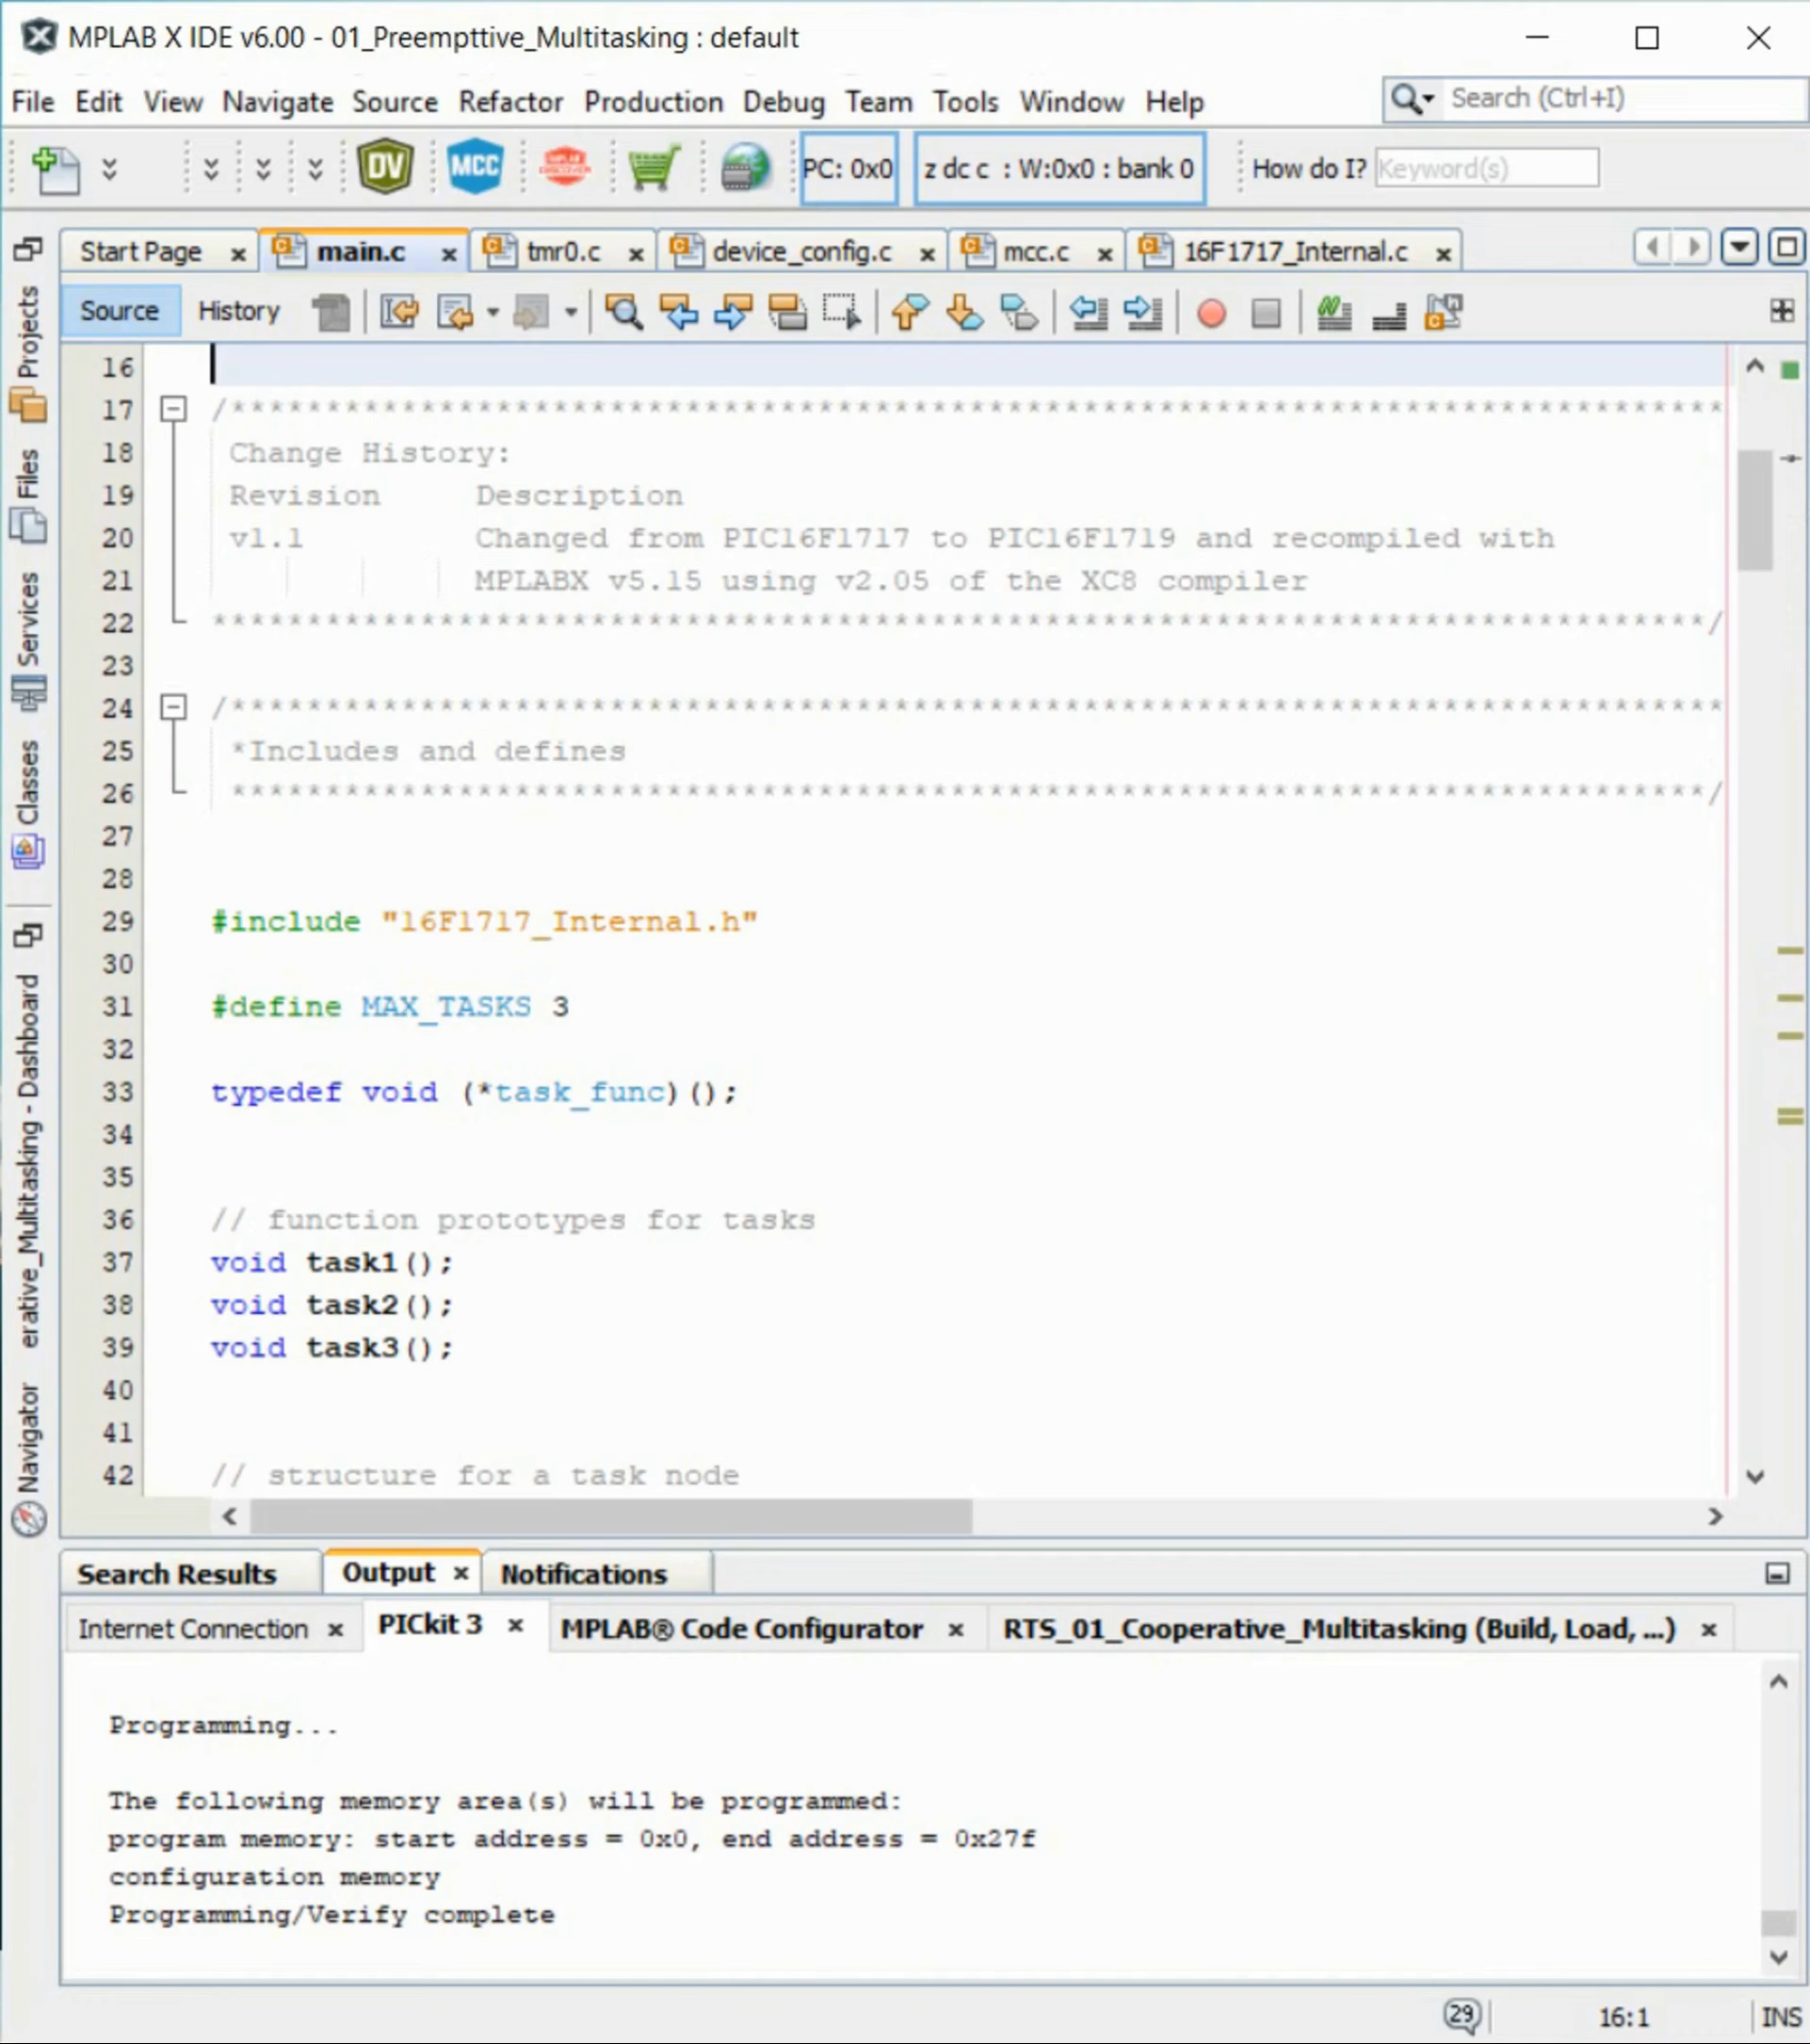 MPLAB X IDE v6.00 - 01_Preempttive_Multitasking : default
File Edit View Navigate Source Refactor Production Debug Team Tools Window Help Search (Ctrl+I)
DV MCC MPLAB DISCOVER PC: 0x0 z dc c : W:0x0 : bank 0 How do I? Keyword(s)
Start Page main.c tmr0.c device_config.c mcc.c 16F1717_Internal.c
Source History
Projects
Files
Services
Classes
erative_Multitasking - Dashboard
Navigator
16
17 /*******************************************************************************
18 Change History:
19 Revision Description
20 v1.1 Changed from PIC16F1717 to PIC16F1719 and recompiled with
21 MPLABX v5.15 using v2.05 of the XC8 compiler
22 *******************************************************************************/
23
24 /*******************************************************************************
25 *Includes and defines
26 ******************************************************************************/
27
28
29 #include "16F1717_Internal.h"
30
31 #define MAX_TASKS 3
32
33 typedef void (*task_func)();
34
35
36 // function prototypes for tasks
37 void task1();
38 void task2();
39 void task3();
40
41
42 // structure for a task node
Search Results Output Notifications
Internet Connection PICkit 3 MPLAB® Code Configurator RTS_01_Cooperative_Multitasking (Build, Load, ...)
Programming...
The following memory area(s) will be programmed:
program memory: start address = 0x0, end address = 0x27f
configuration memory
Programming/Verify complete
29 16:1 INS